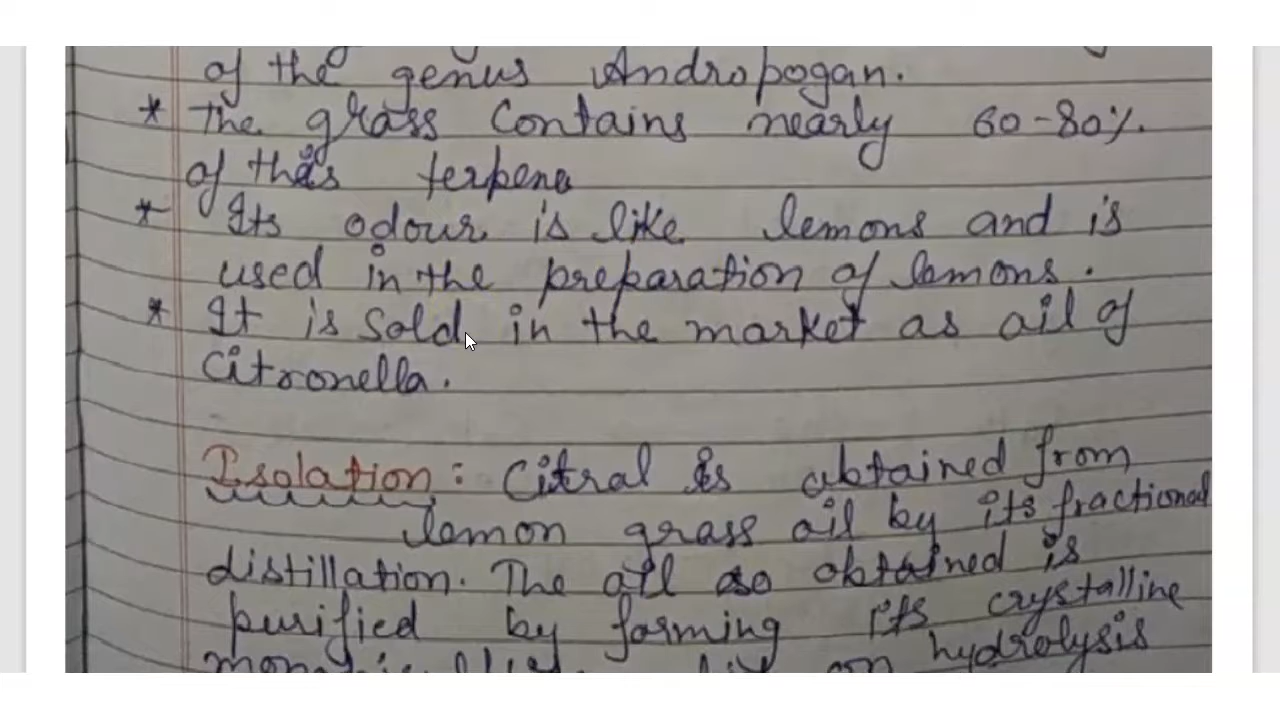 of the genus Andropogan.
* The grass Contains nearly 60-80%.
of this terpene
* Its odour is like lemons and is
used in the preparation of lemons.
* It is Sold in the market as oil of
Citronella.
Isolation: Citral is obtained from
lemon grass oil by its fractional
distillation. The oil so obtained is
purified by forming its crystalline
on hydrolysis